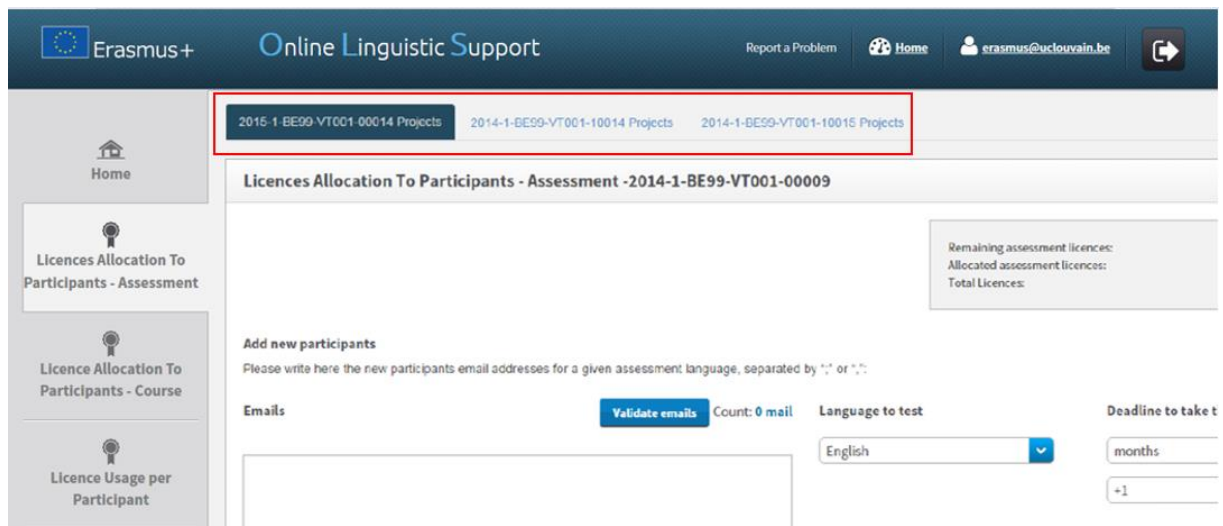 Erasmus+
Online Linguistic Support
Report a Problem
Home
erasmus@uclouvain.be
2015-1-BE99-VT001-00014 Projects
2014-1-BE99-VT001-10014 Projects
2014-1-BE99-VT001-10015 Projects
Home
Licences Allocation To
Participants - Assessment
Licence Allocation To
Participants - Course
Licence Usage per
Participant
Licences Allocation To Participants - Assessment -2014-1-BE99-VT001-00009
Remaining assessment licences:
Allocated assessment licences:
Total Licences:
Add new participants
Please write here the new participants email addresses for a given assessment language, separated by ";" or ",":
Emails
Validate emails
Count: 0 mail
Language to test
English
Deadline to take t
months
+1